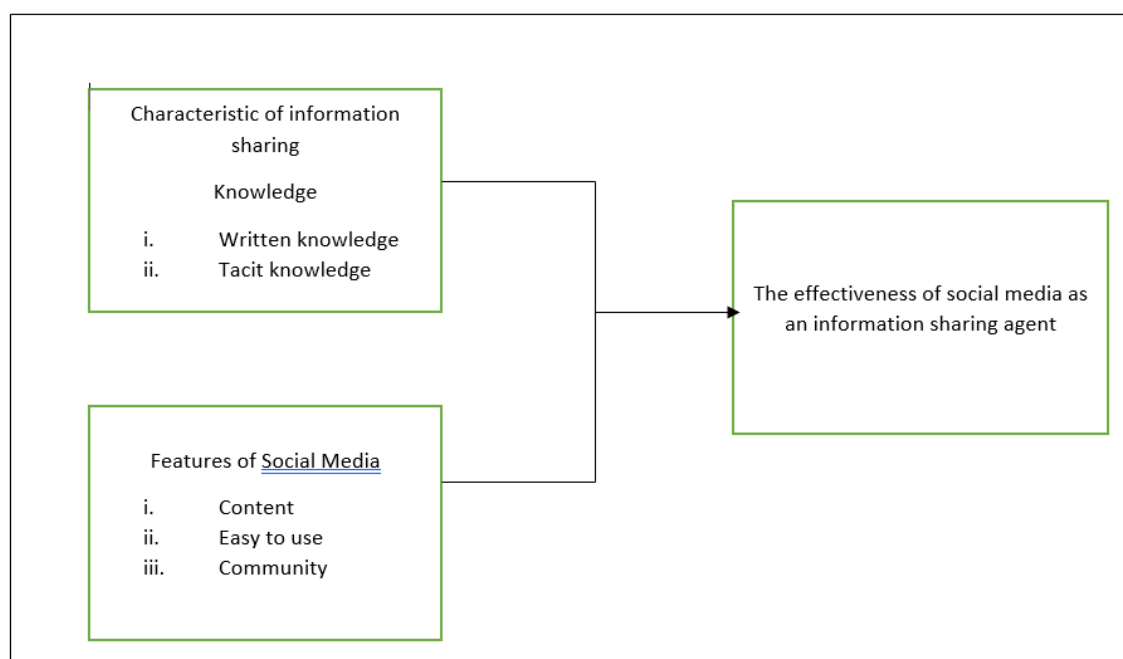 Characteristic of information
sharing
Knowledge
i. Written knowledge
ii. Tacit knowledge
The effectiveness of social media as
an information sharing agent
Features of Social Media
i. Content
ii. Easy to use
iii. Community